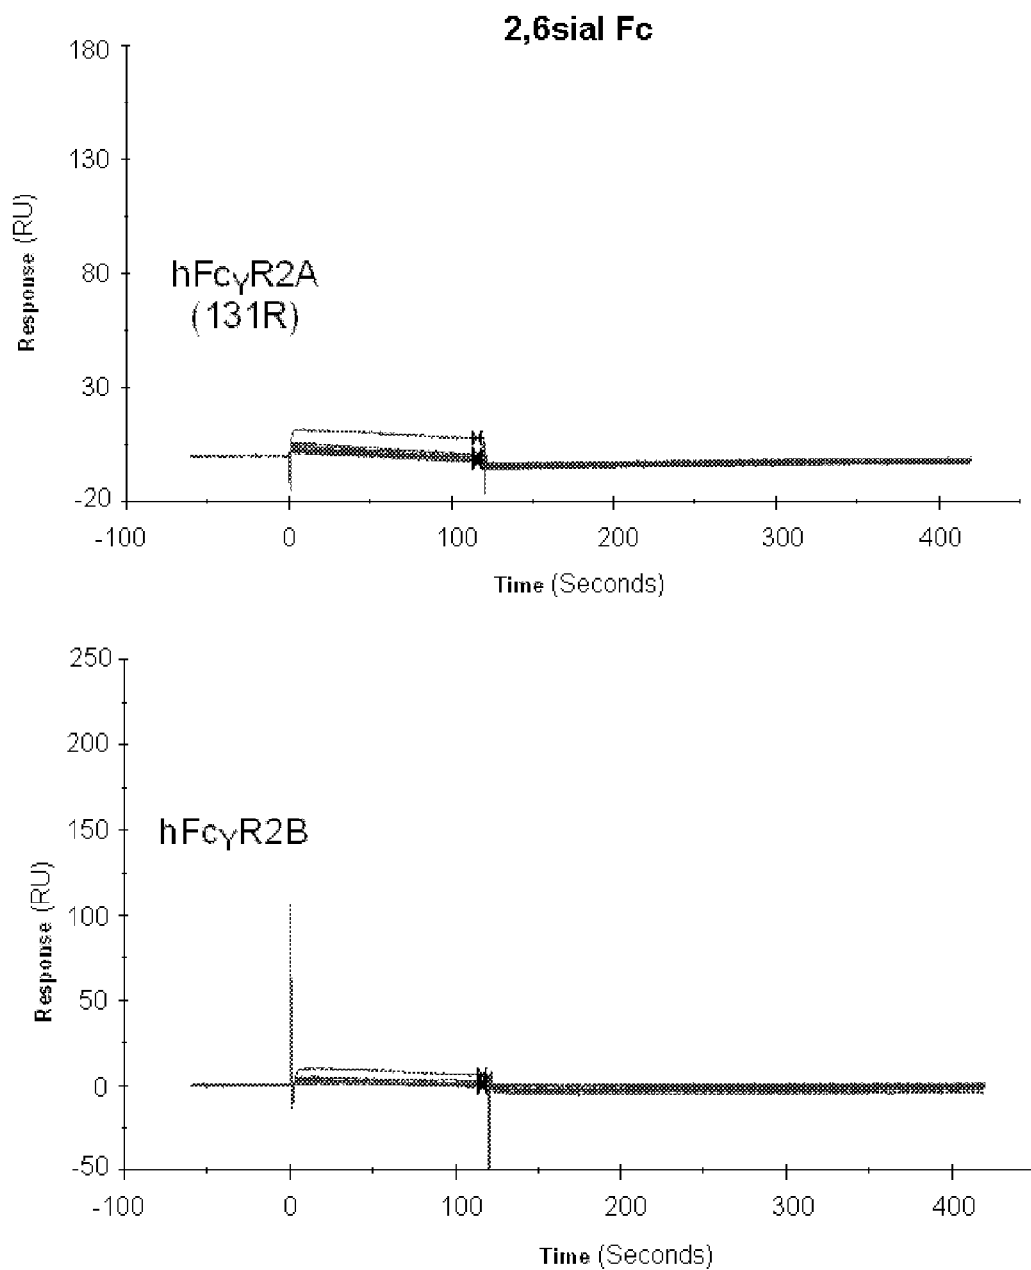 2,6sial Fc
180
130
80
30
-20
Response (RU)
hFcγR2A
(131R)
-100 0 100 200 300 400
Time (Seconds)
250
200
150
100
50
0
-50
Response (RU)
hFcγR2B
-100 0 100 200 300 400
Time (Seconds)